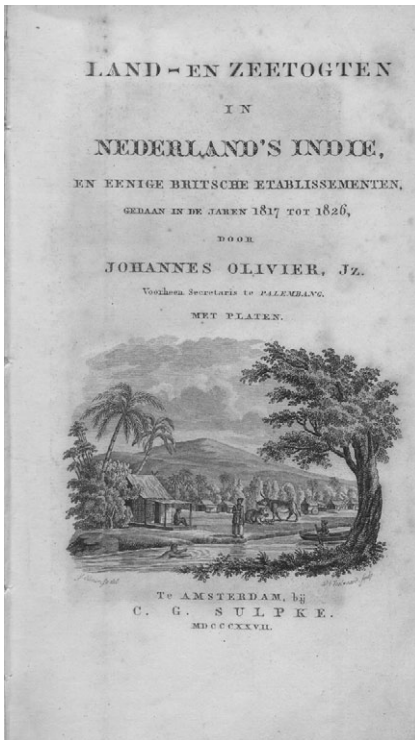 LAND-EN ZEETOGTEN
IN
NEDERLAND'S INDIE,
EN EENIGE BRITSCHE ETABLISSEMENTEN,
GEDAAN IN DE JAREN 1817 TOT 1826,
DOOR
JOHANNES OLIVIER, Jz.
Voorheen Secretaris te PALEMBANG.
MET PLATEN.
Te AMSTERDAM, bij
C. G. SULPKE.
MDCCCXXVII.